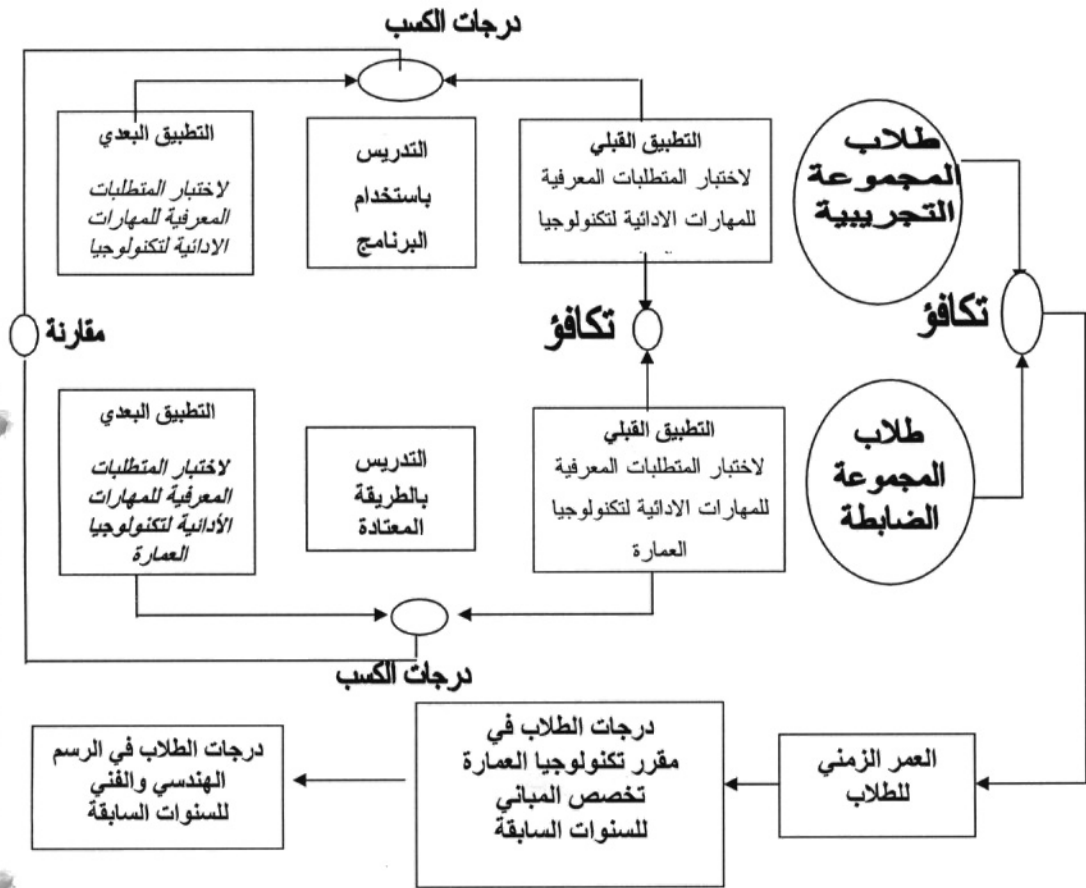 درجات الكسب
طلاب
المجموعة
التجريبية
التطبيق القبلي
لاختبار المتطلبات المعرفية
للمهارات الادائية لتكنولوجيا
التدريس
باستخدام
البرنامج
التطبيق البعدي
لاختبار المتطلبات
المعرفية للمهارات
الادائية لتكنولوجيا
تكافؤ
تكافؤ
مقارنة
طلاب
المجموعة
الضابطة
التطبيق القبلي
لاختبار المتطلبات المعرفية
للمهارات الادائية لتكنولوجيا
العمارة
التدريس
بالطريقة
المعتادة
التطبيق البعدي
لاختبار المتطلبات
المعرفية للمهارات
الأدائية لتكنولوجيا
العمارة
درجات الكسب
العمر الزمني
للطلاب
درجات الطلاب في
مقرر تكنولوجيا العمارة
تخصص المباني
للسنوات السابقة
درجات الطلاب في الرسم
الهندسي والفني
للسنوات السابقة